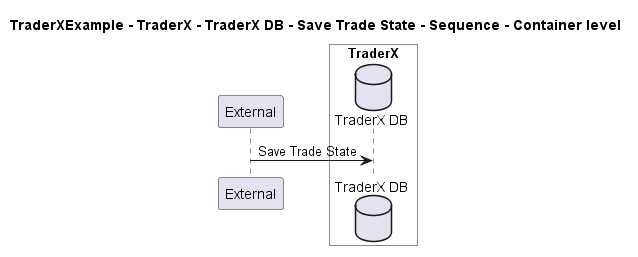 TraderXExample - TraderX - TraderX DB - Save Trade State - Sequence - Container level
TraderX
External
TraderX DB
Save Trade State
External
TraderX DB